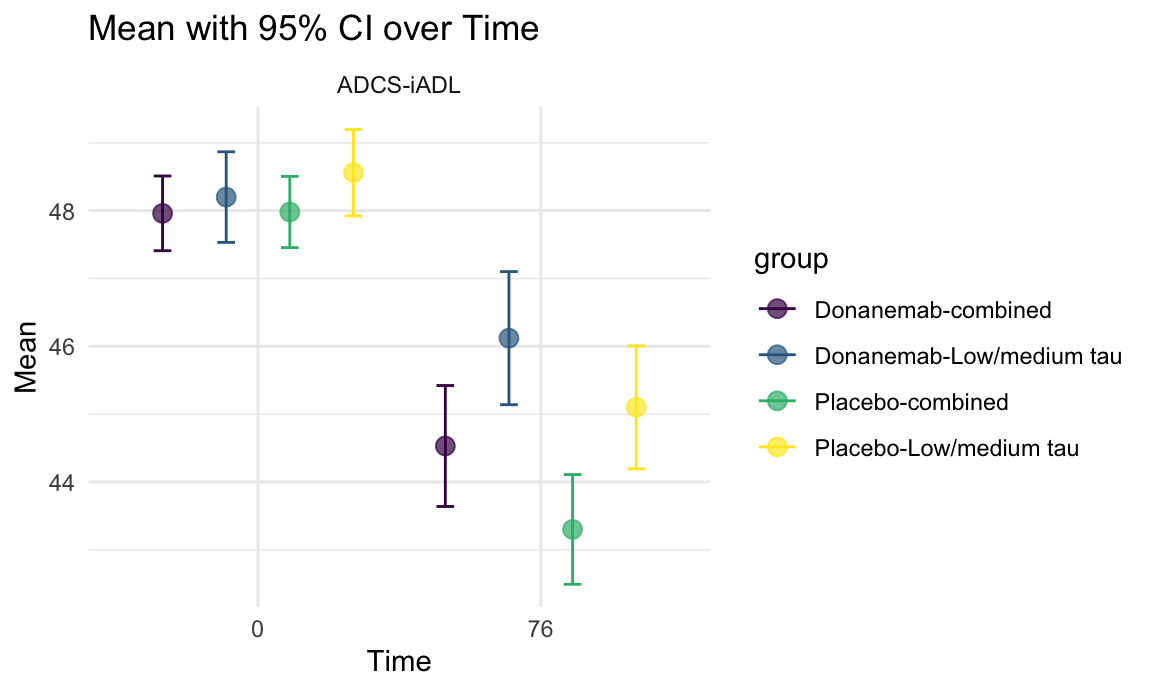 Mean with 95% CI over Time
ADCS-iADL
Mean
48
46
44
0
76
Time
group
Donanemab-combined
Donanemab-Low/medium tau
Placebo-combined
Placebo-Low/medium tau